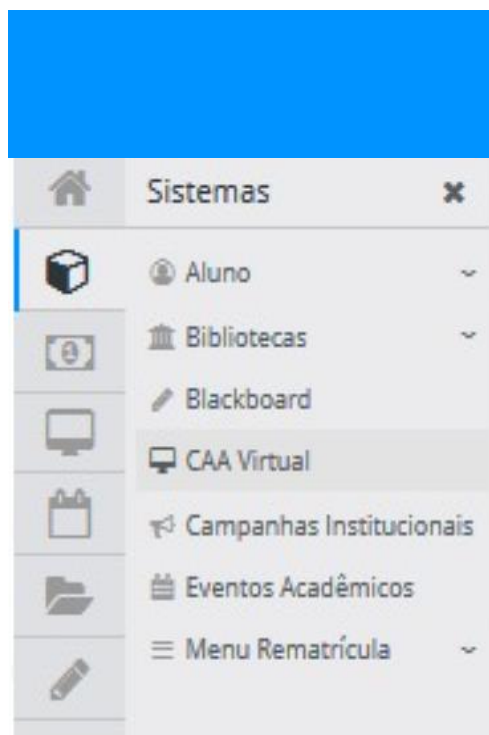 Sistemas
Aluno
Bibliotecas
Blackboard
CAA Virtual
Campanhas Institucionais
Eventos Acadêmicos
Menu Rematrícula